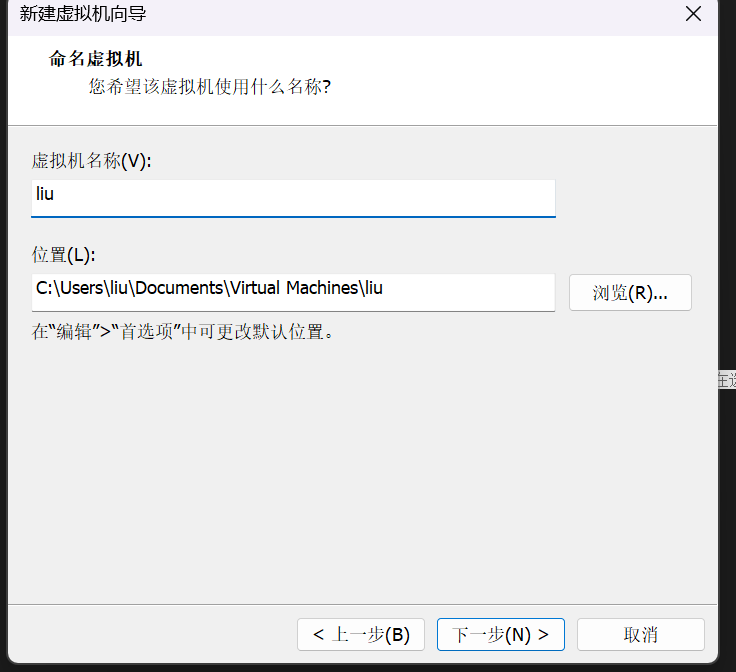 新建虚拟机向导
命名虚拟机
您希望该虚拟机使用什么名称?
虚拟机名称(V):
liu
位置(L):
C:\Users\liu\Documents\Virtual Machines\liu
浏览(R)...
在“编辑”>“首选项”中可更改默认位置。
< 上一步(B)
下一步(N) >
取消